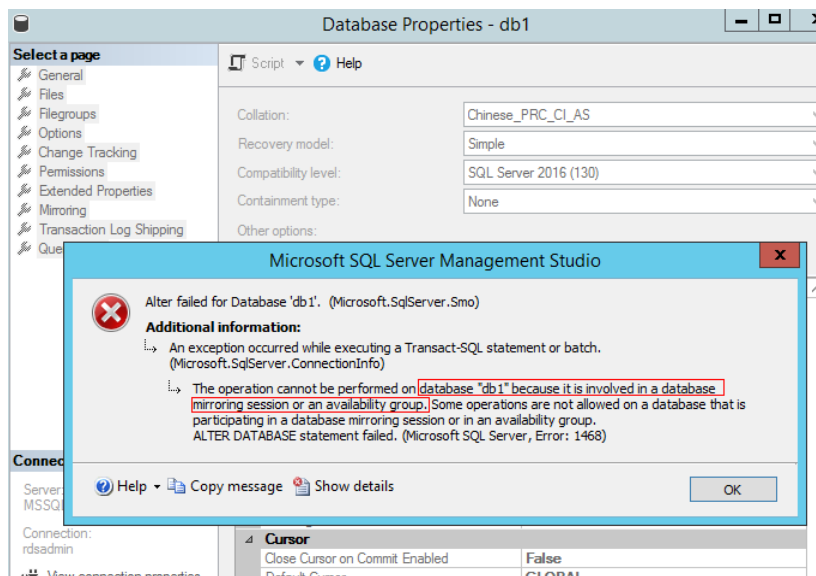 Database Properties - db1
Select a page
General
Files
Filegroups
Options
Change Tracking
Permissions
Extended Properties
Mirroring
Transaction Log Shipping
Script
Help
Collation:
Chinese_PRC_CI_AS
Recovery model:
Simple
Compatibility level:
SQL Server 2016 (130)
Containment type:
None
Other options:
Microsoft SQL Server Management Studio
Alter failed for Database 'db1'. (Microsoft.SqlServer.Smo)
Additional information:
An exception occurred while executing a Transact-SQL statement or batch.
(Microsoft.SqlServer.ConnectionInfo)
The operation cannot be performed on database "db1" because it is involved in a database
mirroring session or an availability group. Some operations are not allowed on a database that is
participating in a database mirroring session or in an availability group.
ALTER DATABASE statement failed. (Microsoft SQL Server, Error: 1468)
Help
Copy message
Show details
OK
Server:
Connection:
rdsadmin
View connection properties
Cursor
Close Cursor on Commit Enabled
False
Default Cursor
GLOBAL